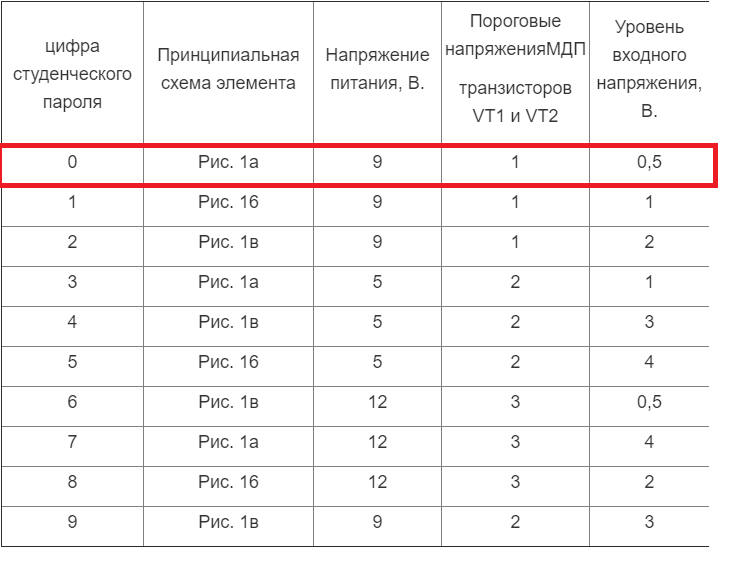 цифра студенческого пароля | Принципиальная схема элемента | Напряжение питания, В. | Пороговые напряженияМДП транзисторов VT1 и VT2 | Уровень входного напряжения, В.
0 | Рис. 1а | 9 | 1 | 0,5
1 | Рис. 1б | 9 | 1 | 1
2 | Рис. 1в | 9 | 1 | 2
3 | Рис. 1а | 5 | 2 | 1
4 | Рис. 1в | 5 | 2 | 3
5 | Рис. 1б | 5 | 2 | 4
6 | Рис. 1в | 12 | 3 | 0,5
7 | Рис. 1а | 12 | 3 | 4
8 | Рис. 1б | 12 | 3 | 2
9 | Рис. 1в | 9 | 2 | 3